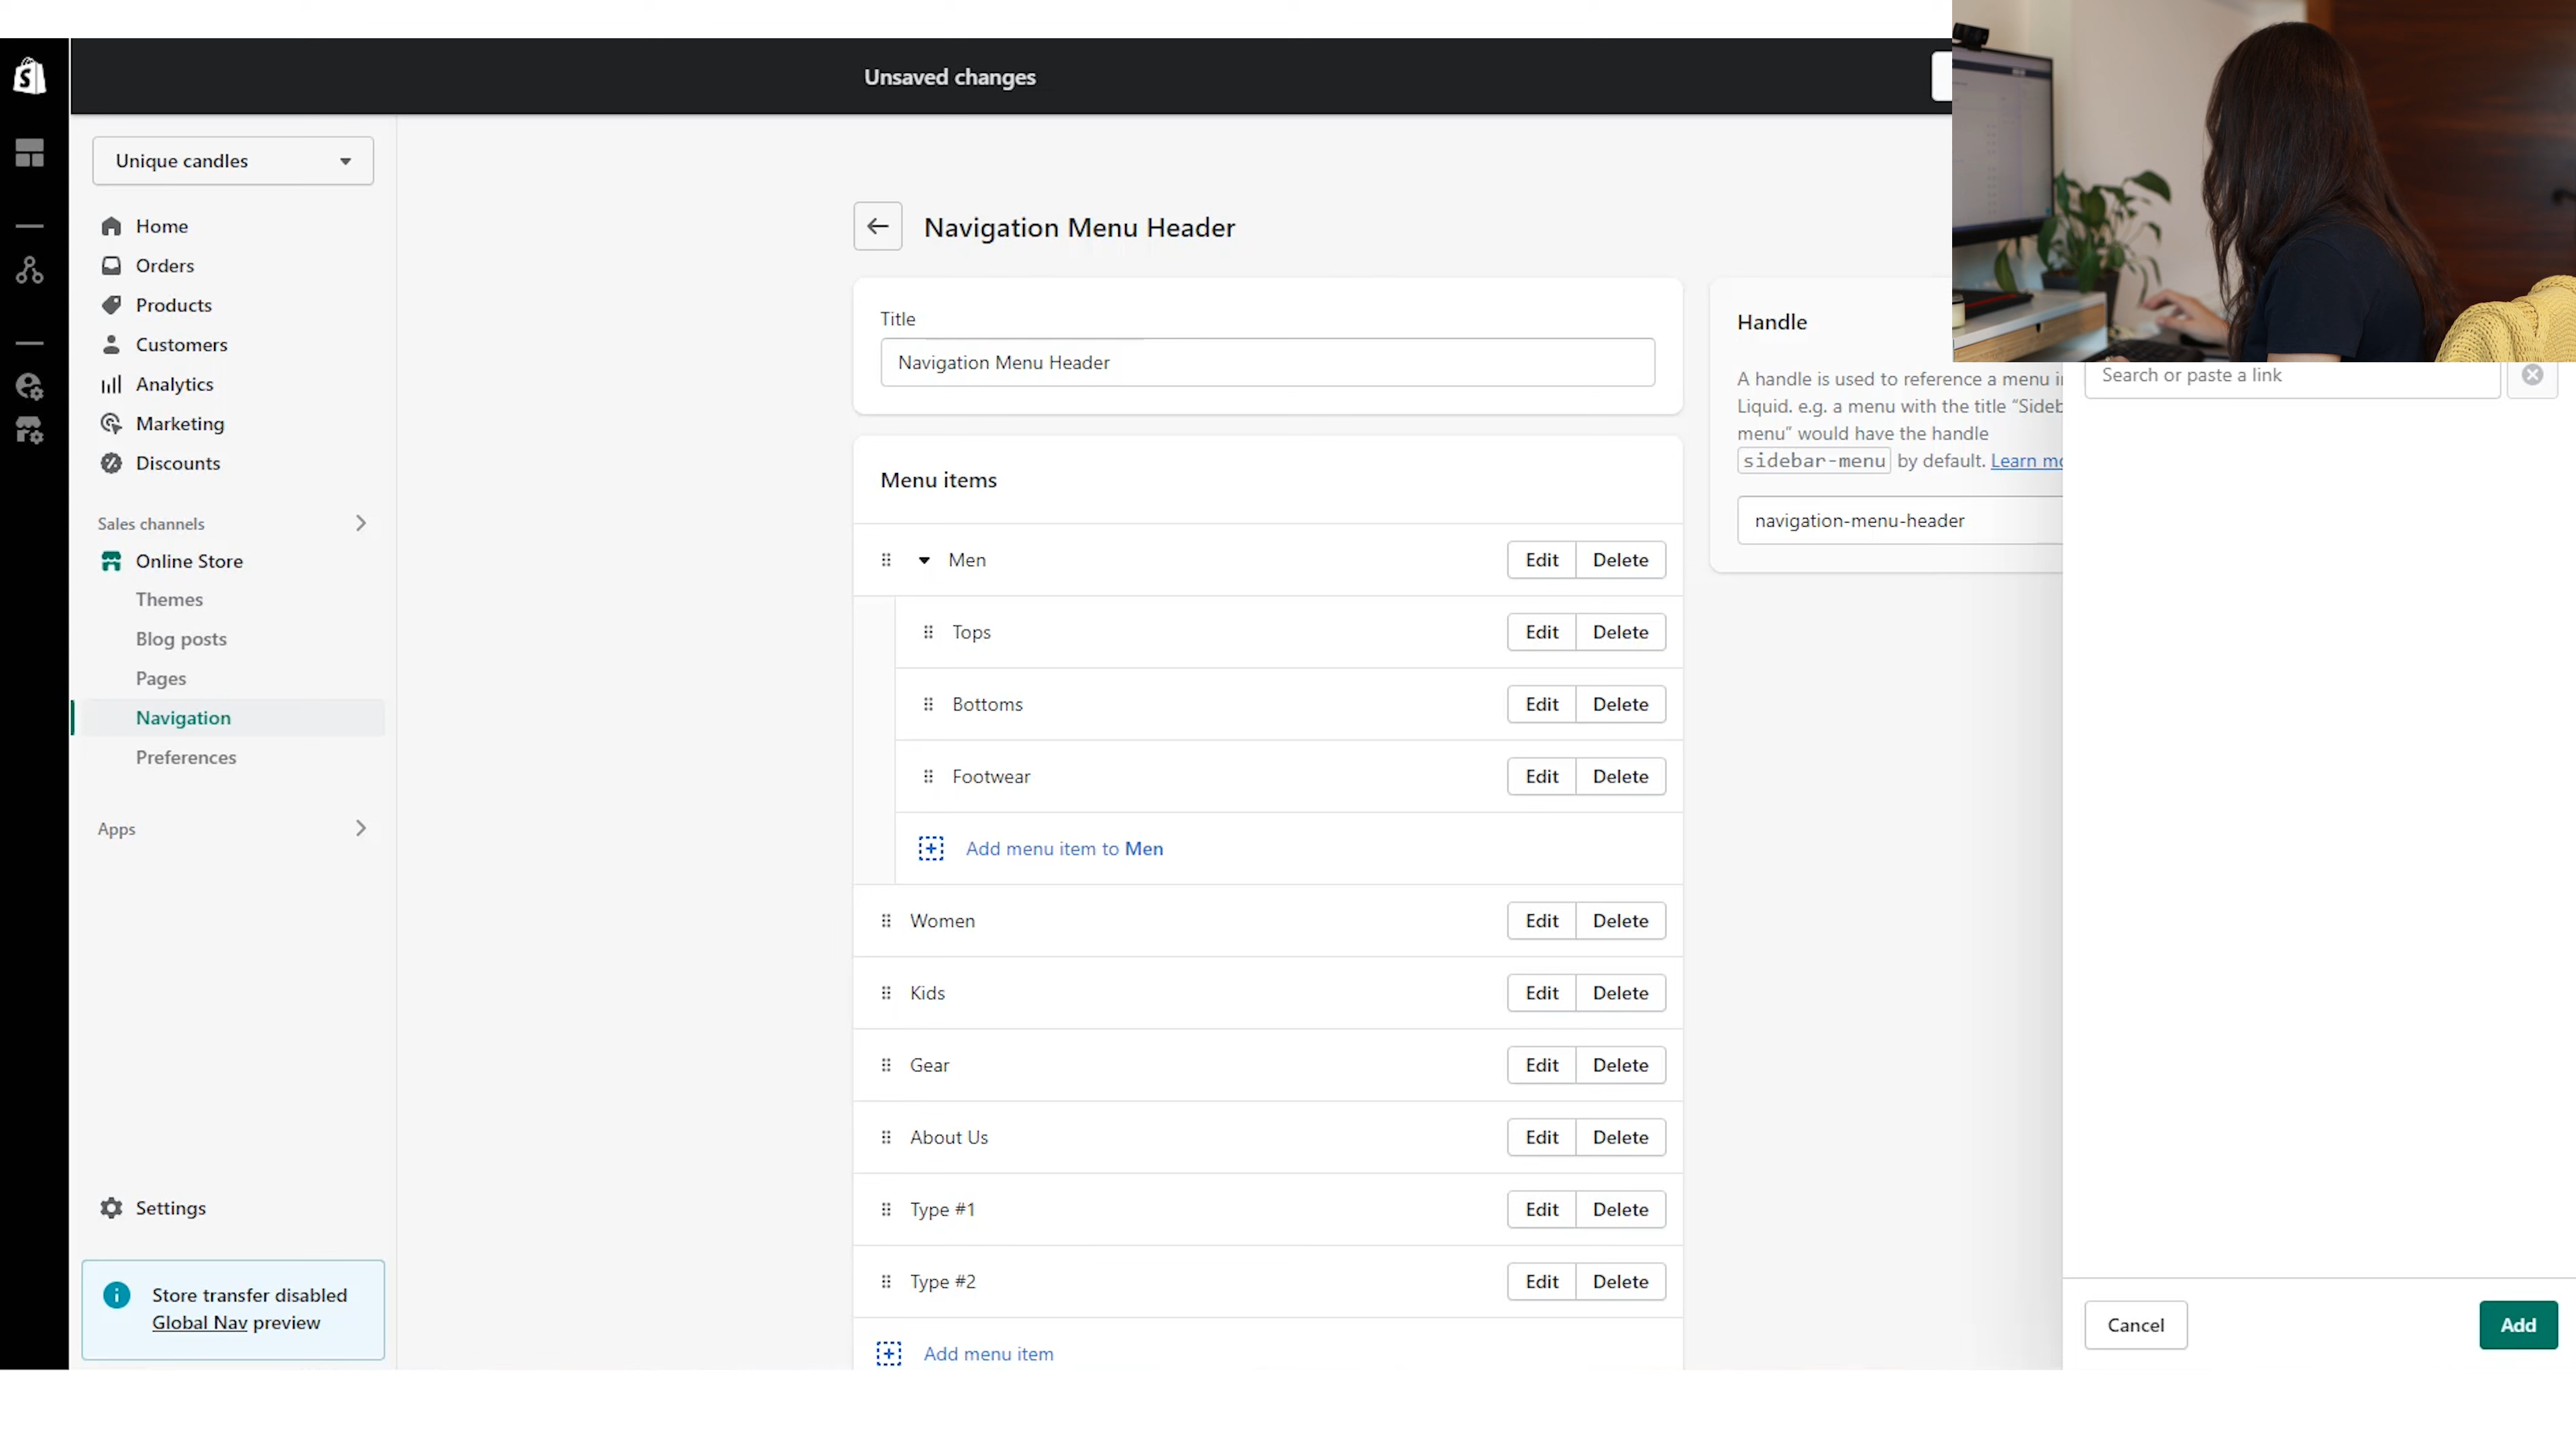 Unsaved changes
Unique candles
Home
Orders
Products
Customers
Analytics
Marketing
Discounts
Sales channels
Online Store
Themes
Blog posts
Pages
Navigation
Preferences
Apps
Settings
Store transfer disabled
Global Nav preview
Navigation Menu Header
Title
Navigation Menu Header
Menu items
Men Edit Delete
Tops Edit Delete
Bottoms Edit Delete
Footwear Edit Delete
Add menu item to Men
Women Edit Delete
Kids Edit Delete
Gear Edit Delete
About Us Edit Delete
Type #1 Edit Delete
Type #2 Edit Delete
Add menu item
Handle
A handle is used to reference a menu
Liquid. e.g. a menu with the title
menu” would have the handle
sidebar-menu by default. Learn
navigation-menu-header
Search or paste a link
Cancel
Add